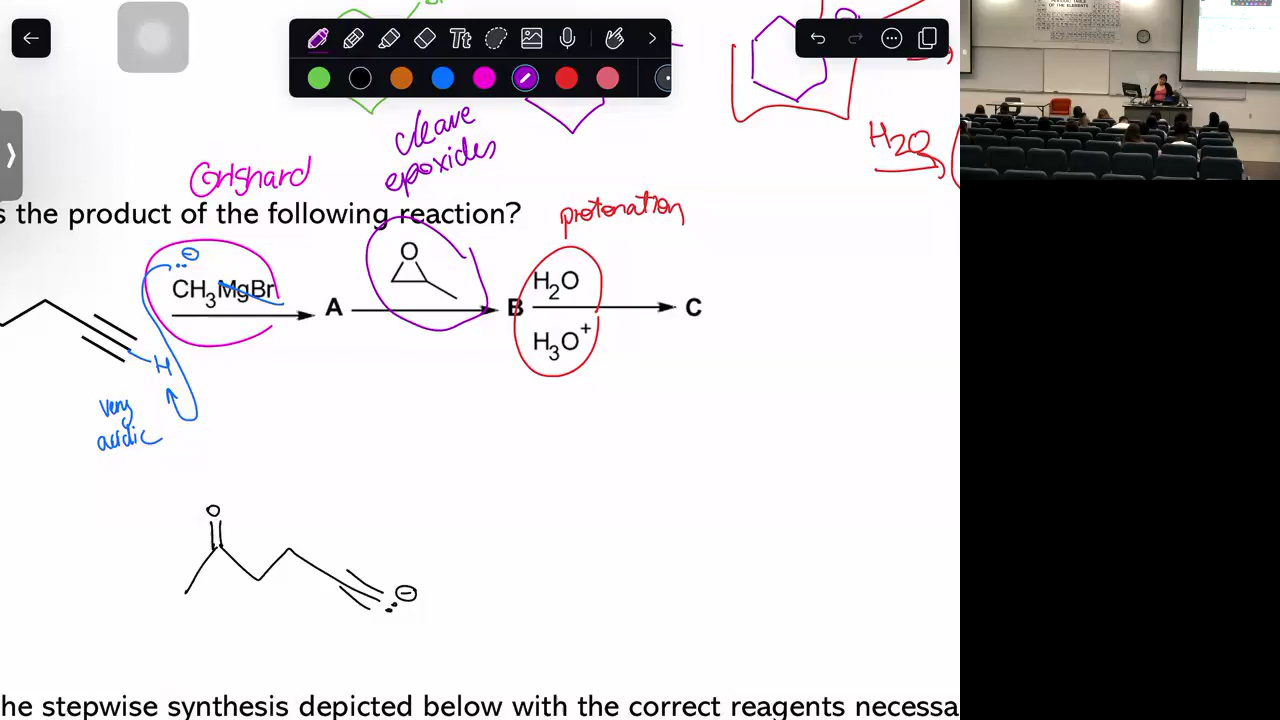 Tt
cleave
epoxides
H2O
Grignard
s the product of the following reaction?
protonation
⊖
CH3MgBr
A
O
B
H2O
H3O+
C
H
very
acidic
O
⊖
he stepwise synthesis depicted below with the correct reagents necessa